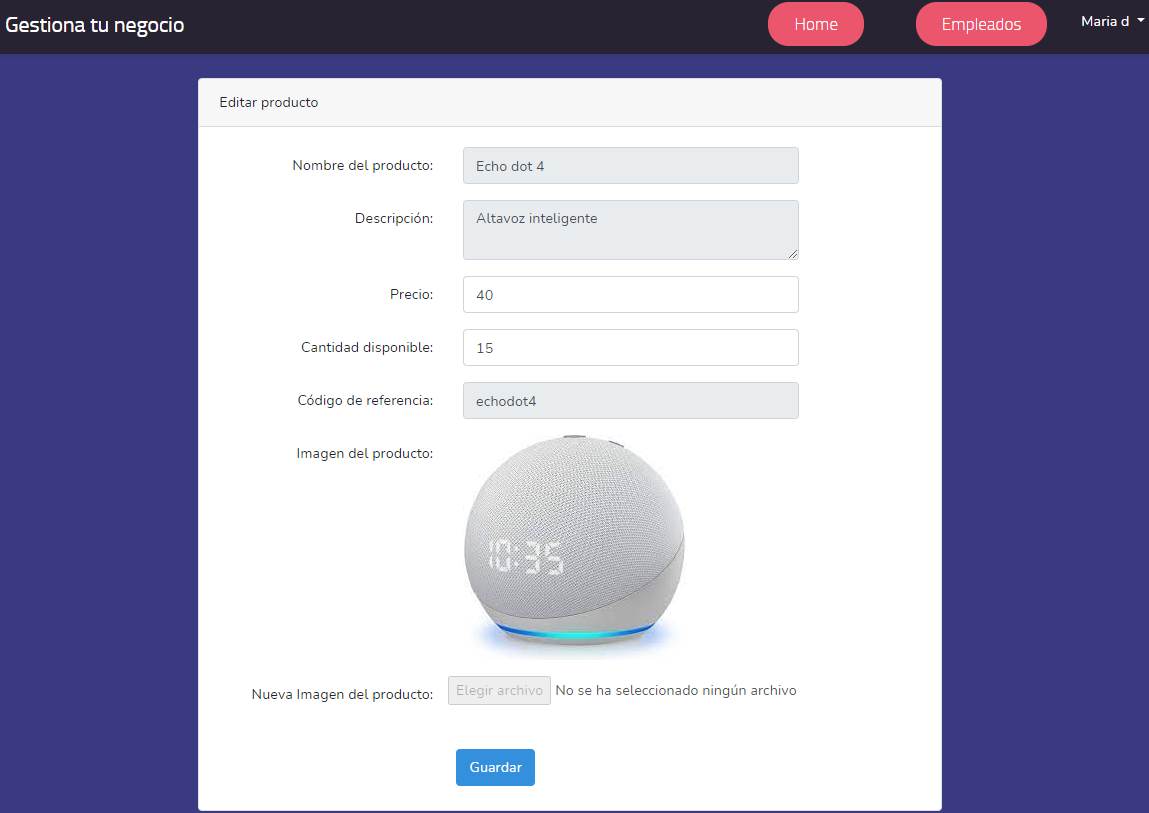 Gestiona tu negocio
Home
Empleados
Maria d
Editar producto
Nombre del producto:
Echo dot 4
Descripción:
Altavoz inteligente
Precio:
40
Cantidad disponible:
15
Código de referencia:
echodot4
Imagen del producto:
10:35
Nueva Imagen del producto:
Elegir archivo No se ha seleccionado ningún archivo
Guardar